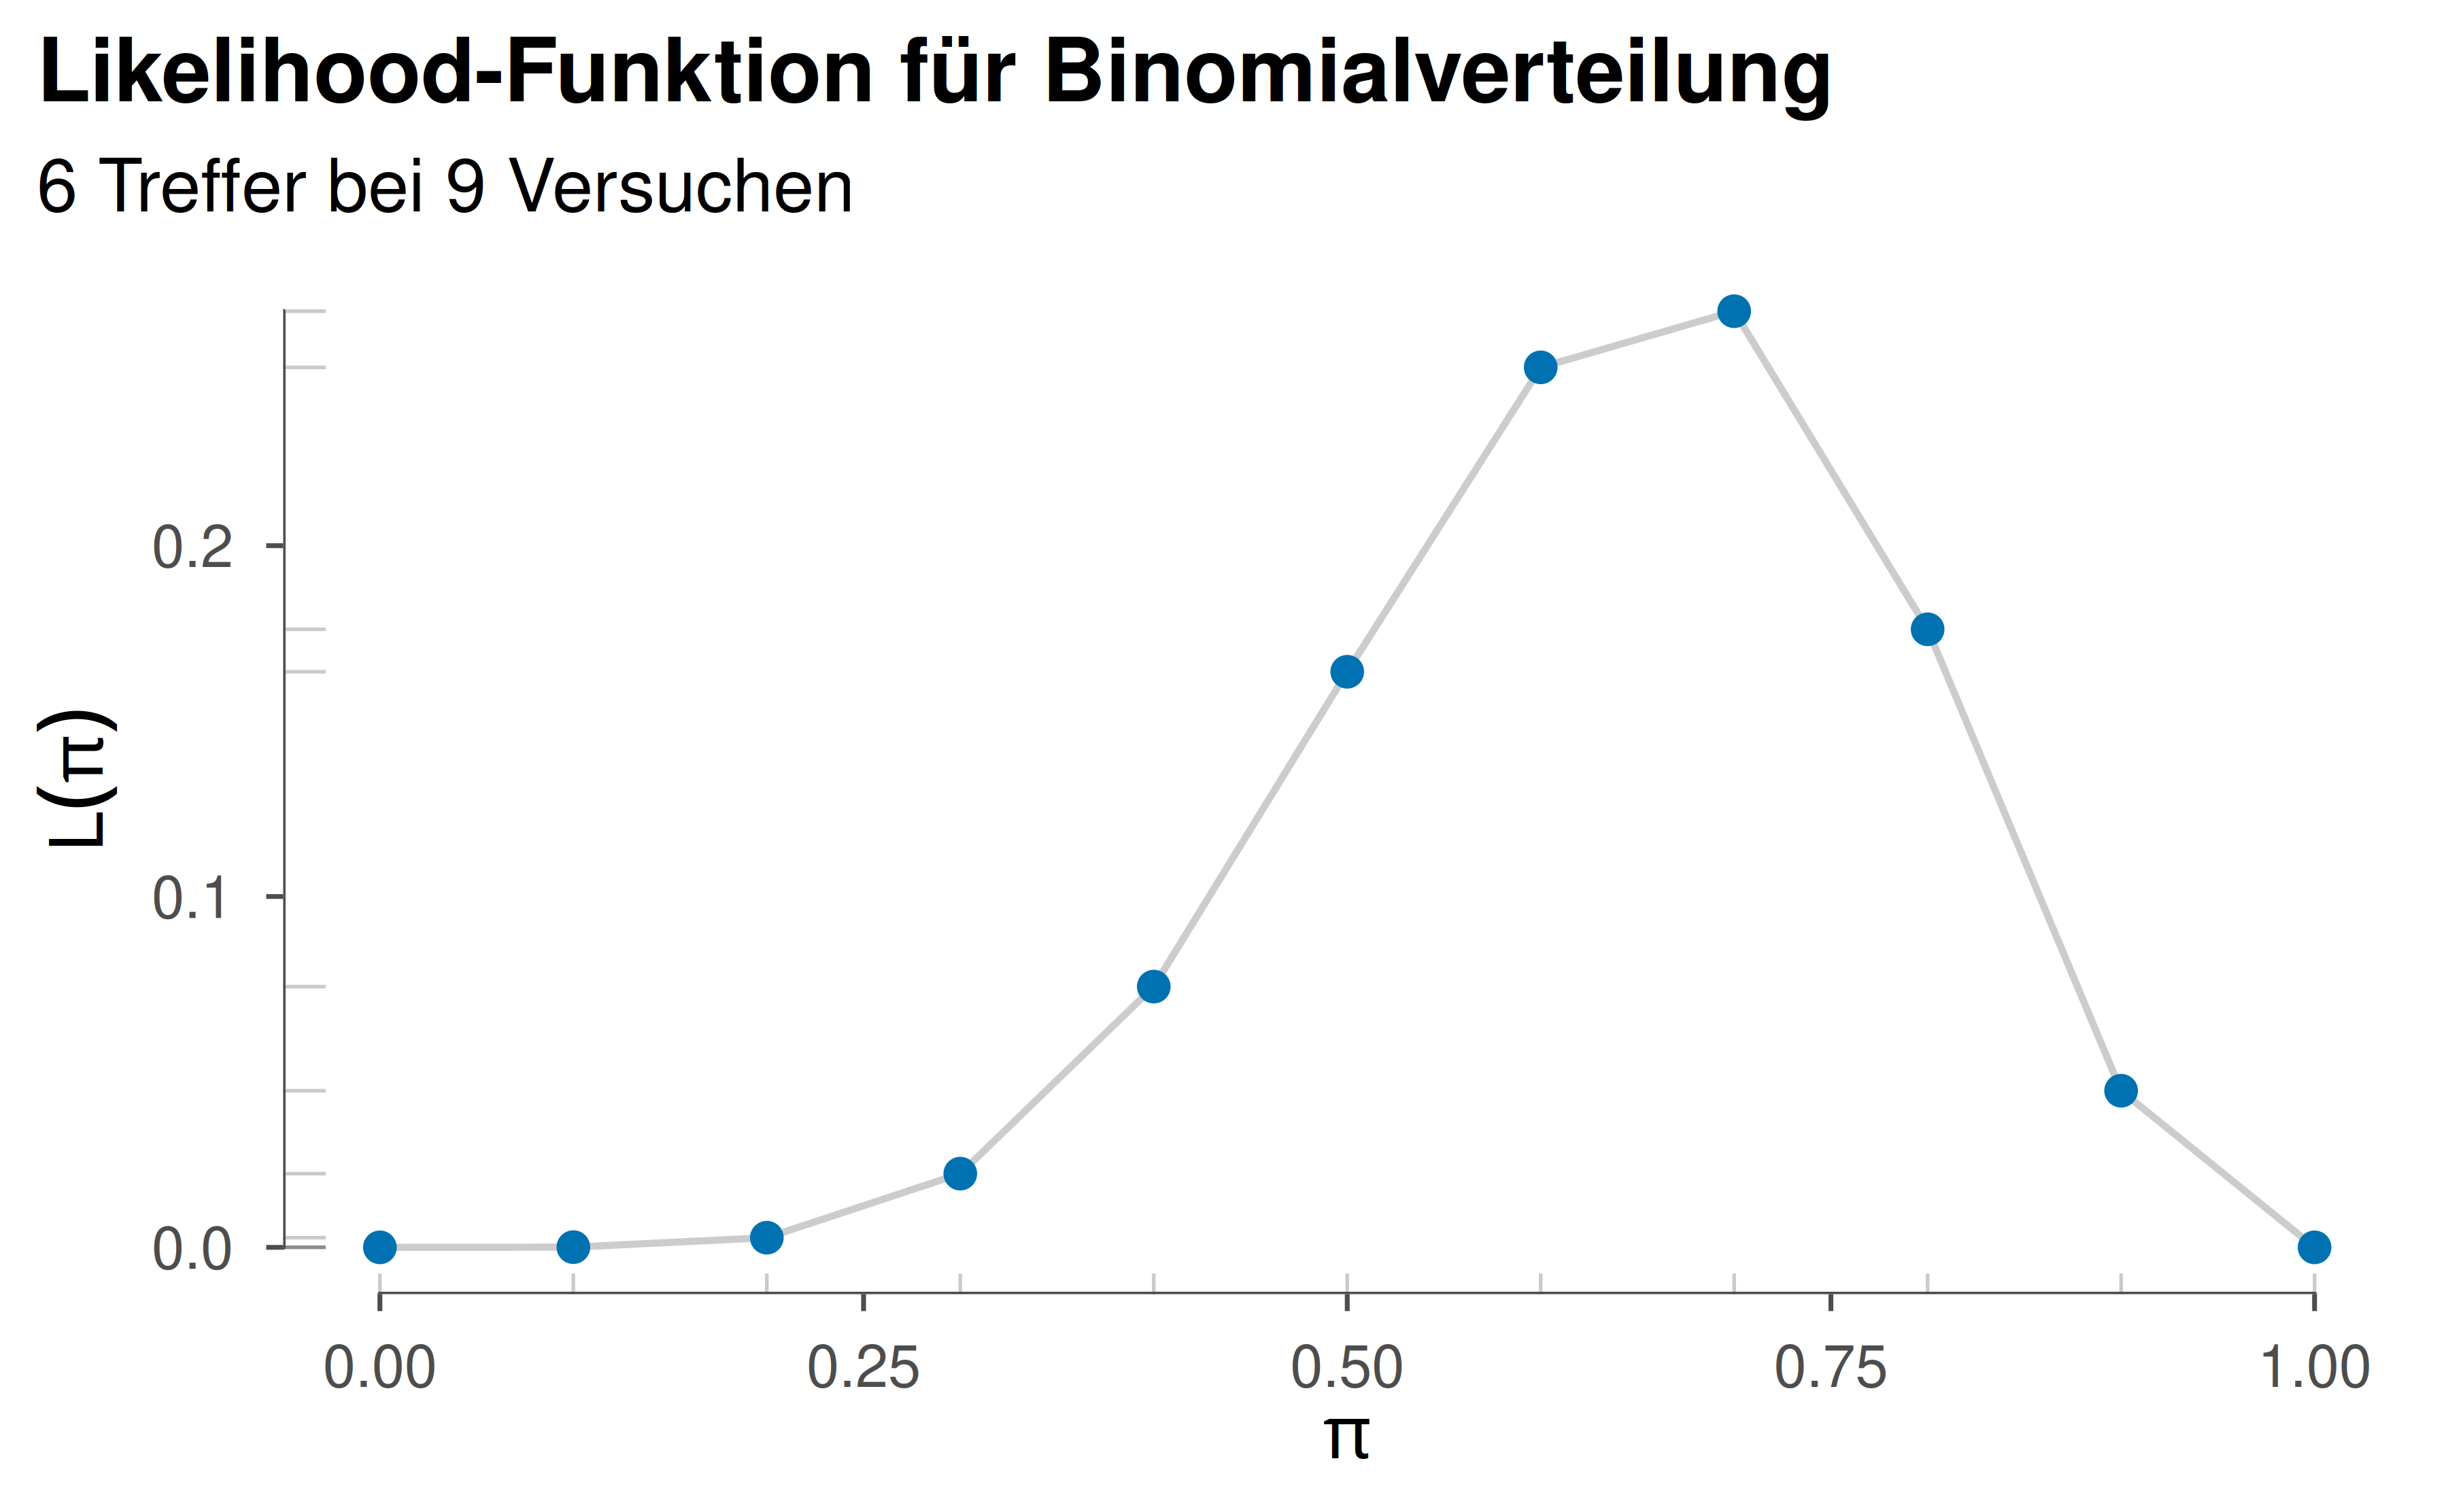 Likelihood-Funktion für Binomialverteilung
6 Treffer bei 9 Versuchen
L(π)
0.2
0.1
0.0
0.00 0.25 0.50 0.75 1.00
π